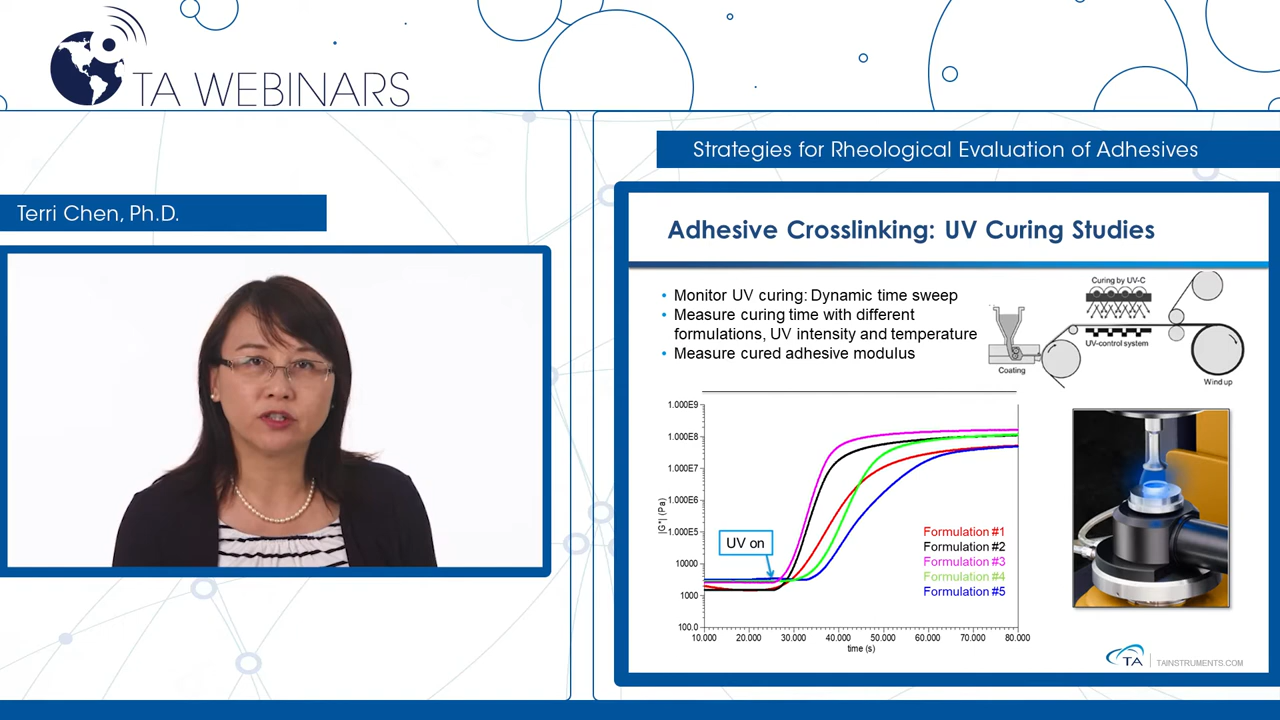 TA WEBINARS
Strategies for Rheological Evaluation of Adhesives
Terri Chen, Ph.D.
Adhesive Crosslinking: UV Curing Studies
• Monitor UV curing: Dynamic time sweep
• Measure curing time with different
formulations, UV intensity and temperature
• Measure cured adhesive modulus
Curing by UV-C
UV-control system
Coating
Wind up
1.000E9
1.000E8
1.000E7
1.000E6
1.000E5
10000
1000
100.0
|G*| (Pa)
UV on
Formulation #1
Formulation #2
Formulation #3
Formulation #4
Formulation #5
10.000 20.000 30.000 40.000 50.000 60.000 70.000 80.000
time (s)
TA
TAINSTRUMENTS.COM